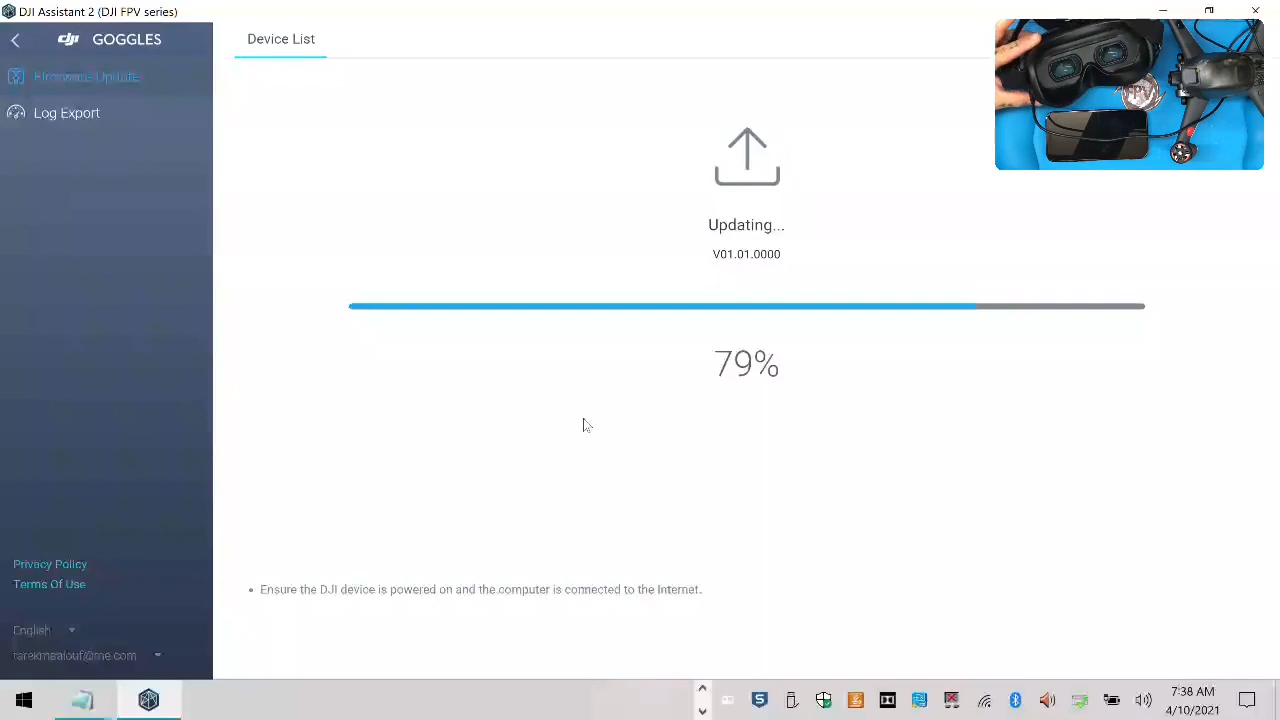 DJI Assistant 2 (DJI FPV series)
dji GOGGLES
Device List
Firmware Update
Log Export
FPV
Updating...
V01.01.0000
79%
Ensure the DJI device is powered on and the computer is connected to the Internet.
Privacy Policy
Terms Of Use
English
7:38 AM
4/10/2021